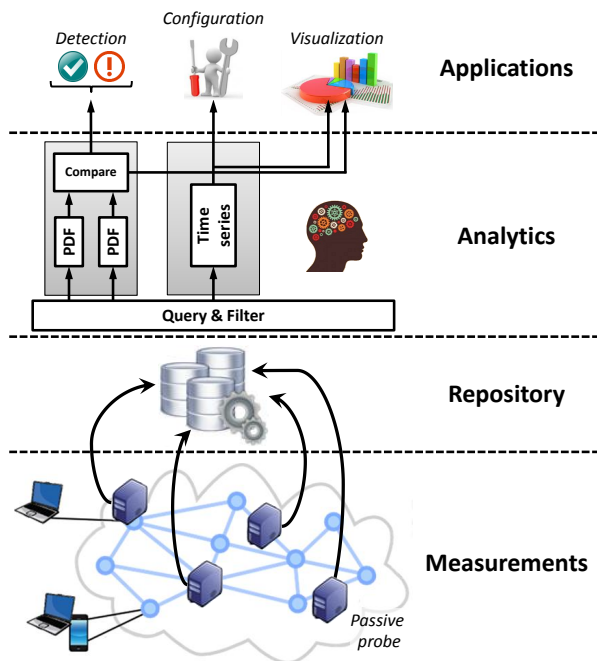 Detection
Configuration
Visualization
Applications
Compare
PDF
PDF
Time
series
Analytics
Query & Filter
Repository
Measurements
Passive
probe